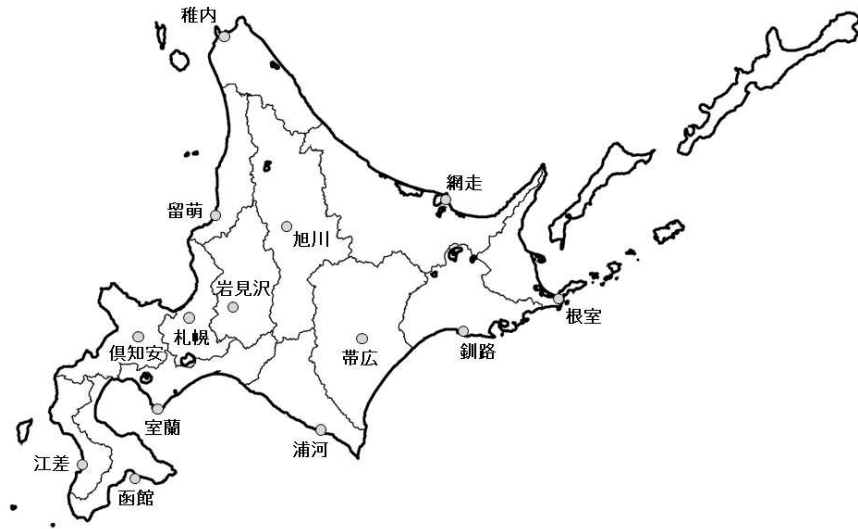 稚内
網走
留萌
旭川
岩見沢
札幌
根室
倶知安
釧路
帯広
室蘭
浦河
江差
函館